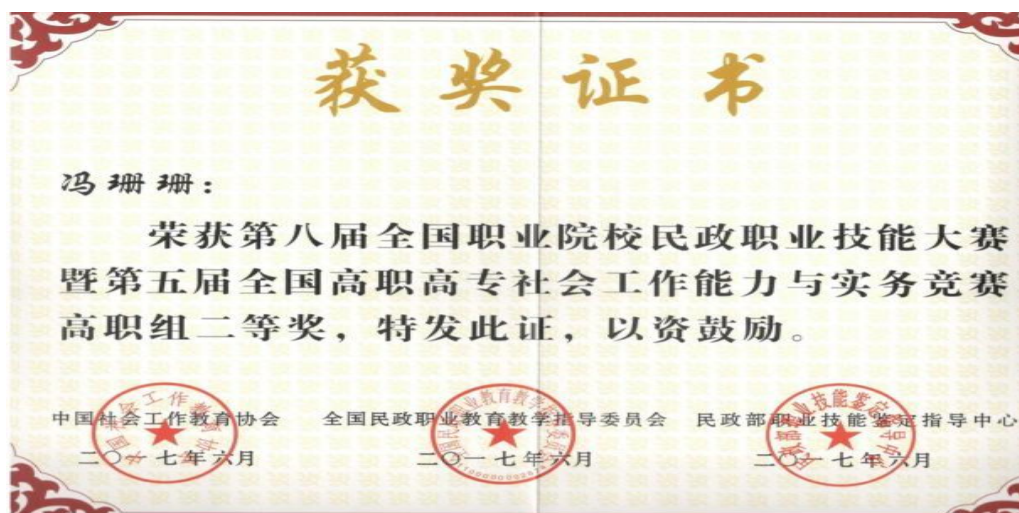 获奖证书
冯珊珊：
荣获第八届全国职业院校民政职业技能大赛
暨第五届全国高职高专社会工作能力与实务竞赛
高职组二等奖，特发此证，以资鼓励。
中国社会工作教育协会 全国民政职业教育教学指导委员会 民政部职业技能鉴定指导中心
二〇一七年六月 二〇一七年六月 二〇一七年六月